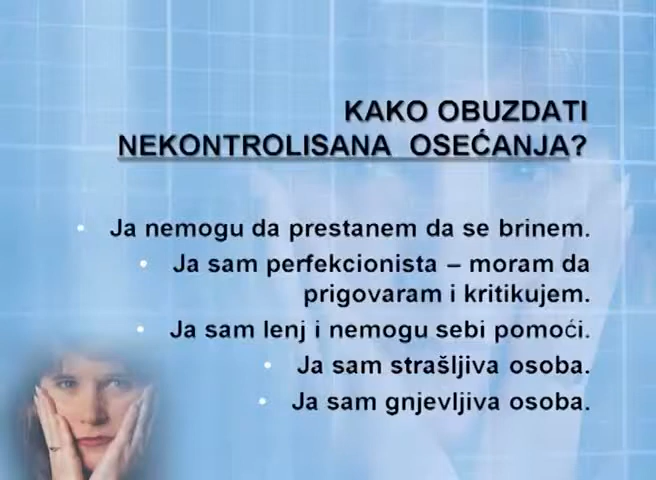 KAKO OBUZDATI
NEKONTROLISANA OSEĆANJA?
• Ja nemogu da prestanem da se brinem.
• Ja sam perfekcionista – moram da
prigovaram i kritikujem.
• Ja sam lenj i nemogu sebi pomoći.
• Ja sam strašljiva osoba.
• Ja sam gnjevljiva osoba.